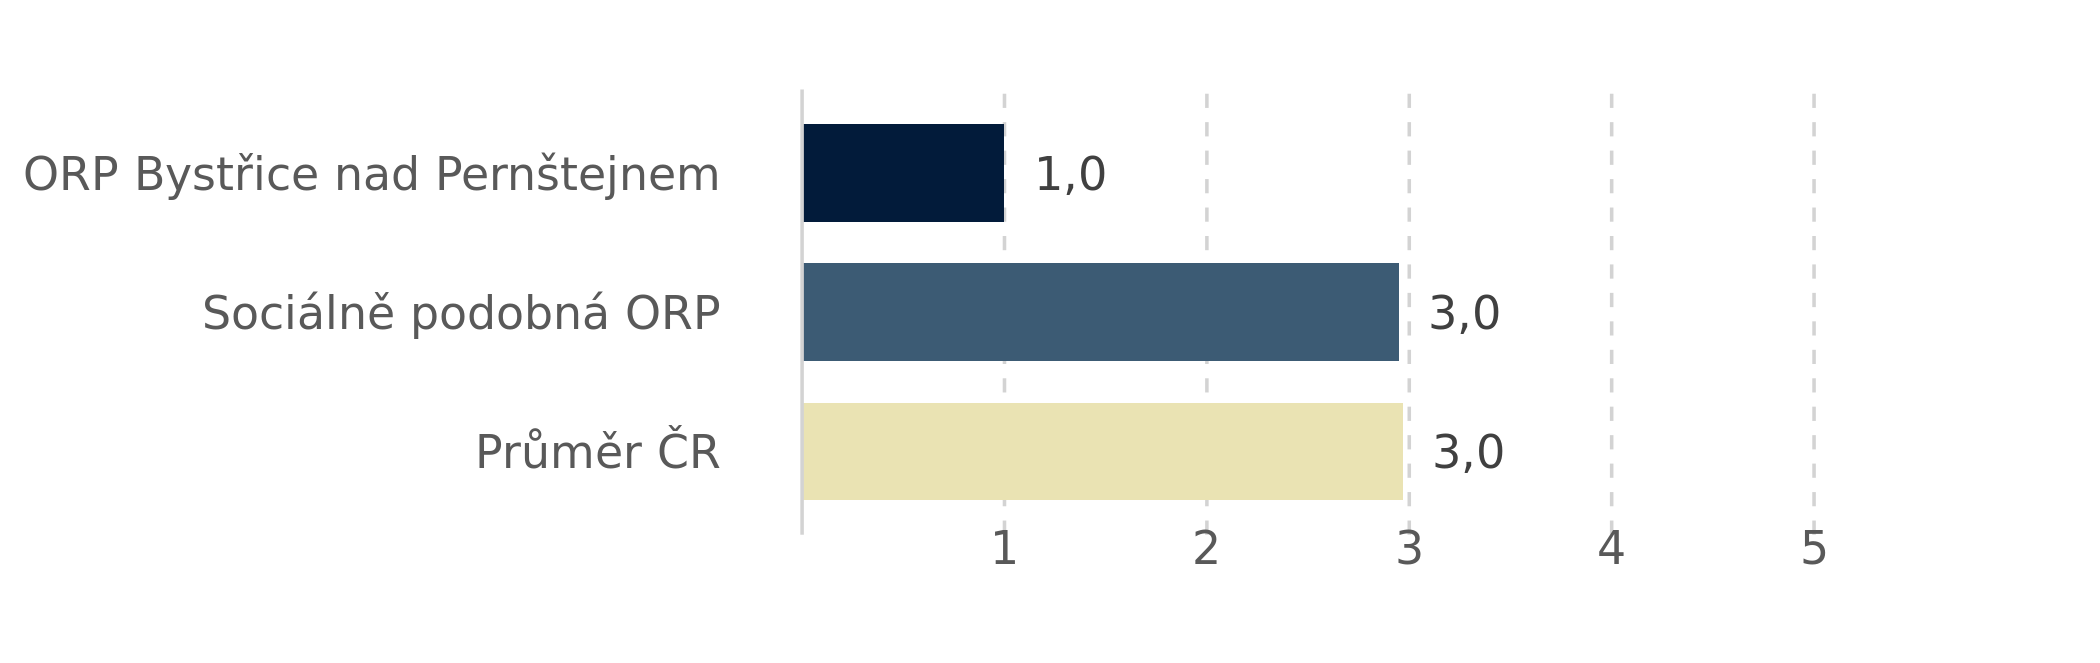 ORP Bystřice nad Pernštejnem 1,0
Sociálně podobná ORP 3,0
Průměr ČR 3,0
1 2 3 4 5